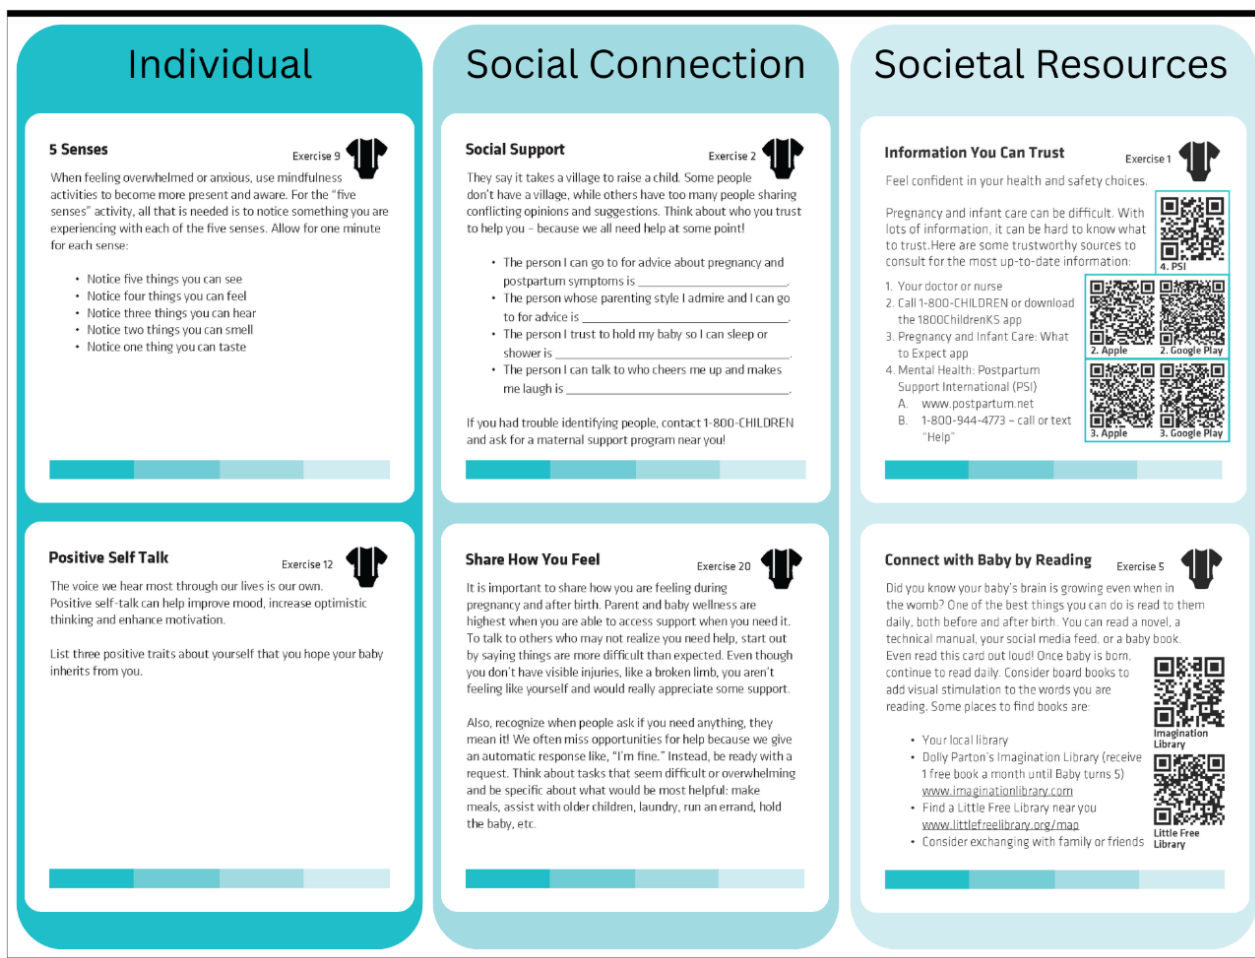 Individual
5 Senses
Exercise 9
When feeling overwhelmed or anxious, use mindfulness
activities to become more present and aware. For the “five
senses” activity, all that is needed is to notice something you are
experiencing with each of the five senses. Allow for one minute
for each sense:
• Notice five things you can see
• Notice four things you can feel
• Notice three things you can hear
• Notice two things you can smell
• Notice one thing you can taste
Positive Self Talk
Exercise 12
The voice we hear most through our lives is our own.
Positive self-talk can help improve mood, increase optimistic
thinking and enhance motivation.
List three positive traits about yourself that you hope your baby
inherits from you.
Social Connection
Social Support
Exercise 2
They say it takes a village to raise a child. Some people
don’t have a village, while others have too many people sharing
conflicting opinions and suggestions. Think about who you trust
to help you – because we all need help at some point!
• The person I can go to for advice about pregnancy and
postpartum symptoms is ________________________.
• The person whose parenting style I admire and I can go
to for advice is ________________________________.
• The person I trust to hold my baby so I can sleep or
shower is ____________________________________.
• The person I can talk to who cheers me up and makes
me laugh is __________________________________.
If you had trouble identifying people, contact 1-800-CHILDREN
and ask for a maternal support program near you!
Share How You Feel
Exercise 20
It is important to share how you are feeling during
pregnancy and after birth. Parent and baby wellness are
highest when you are able to access support when you need it.
To talk to others who may not realize you need help, start out
by saying things are more difficult than expected. Even though
you don’t have visible injuries, like a broken limb, you aren’t
feeling like yourself and would really appreciate some support.
Also, recognize when people ask if you need anything, they
mean it! We often miss opportunities for help because we give
an automatic response like, “I’m fine.” Instead, be ready with a
request. Think about tasks that seem difficult or overwhelming
and be specific about what would be most helpful: make
meals, assist with older children, laundry, run an errand, hold
the baby, etc.
Societal Resources
Information You Can Trust
Exercise 1
Feel confident in your health and safety choices.
Pregnancy and infant care can be difficult. With
lots of information, it can be hard to know what
to trust.Here are some trustworthy sources to
consult for the most up-to-date information:
4. PSI
1. Your doctor or nurse
2. Call 1-800-CHILDREN or download
the 1800ChildrenKS app
3. Pregnancy and Infant Care: What
to Expect app
4. Mental Health: Postpartum
Support International (PSI)
A. www.postpartum.net
B. 1-800-944-4773 – call or text
“Help”
2. Apple
2. Google Play
3. Apple
3. Google Play
Connect with Baby by Reading
Exercise 5
Did you know your baby’s brain is growing even when in
the womb? One of the best things you can do is read to them
daily, both before and after birth. You can read a novel, a
technical manual, your social media feed, or a baby book.
Even read this card out loud! Once baby is born,
continue to read daily. Consider board books to
add visual stimulation to the words you are
reading. Some places to find books are:
• Your local library
• Dolly Parton’s Imagination Library (receive
1 free book a month until Baby turns 5)
www.imaginationlibrary.com
• Find a Little Free Library near you
www.littlefreelibrary.org/map
• Consider exchanging with family or friends
Imagination
Library
Little Free
Library